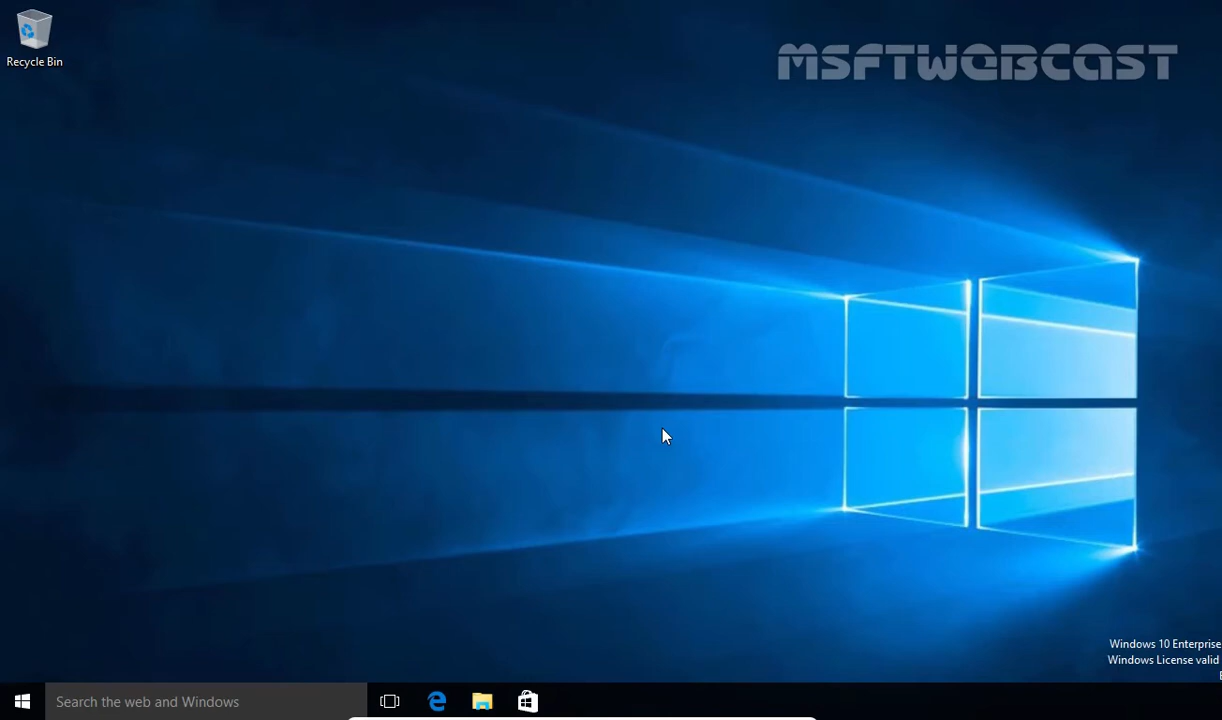 Recycle Bin
MSFTWEBCAST
Windows 10 Enterprise
Windows License valid
Search the web and Windows